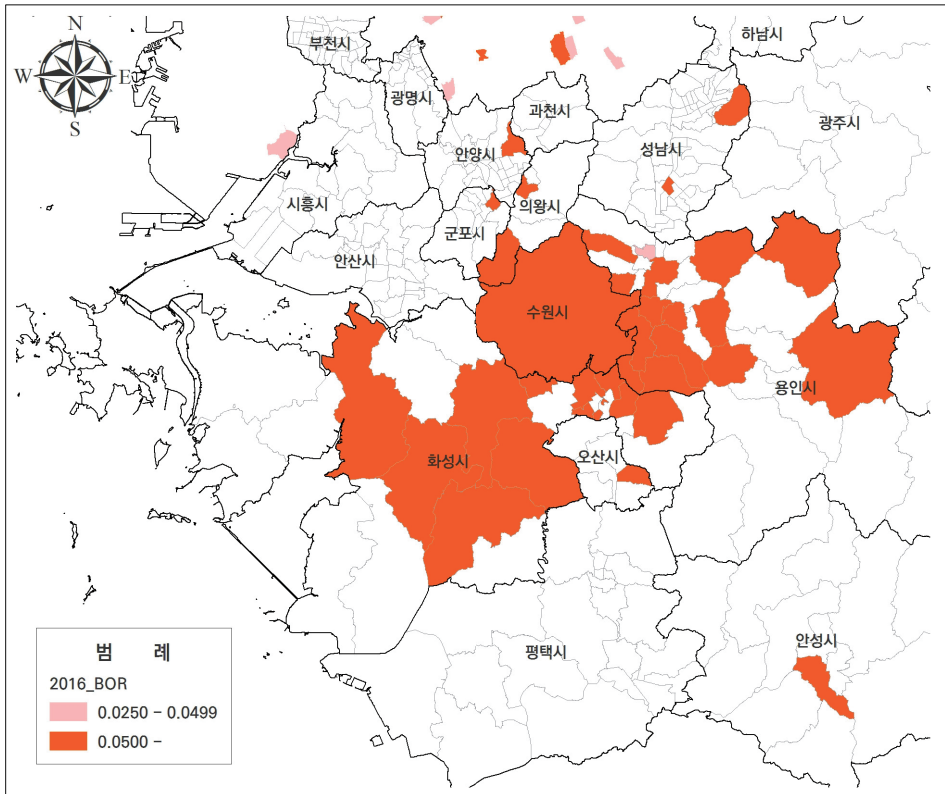 N
W
E
S
부천시
하남시
광명시
과천시
광주시
안양시
성남시
시흥시
의왕시
군포시
안산시
수원시
용인시
화성시
오산시
평택시
안성시
범 례
2016_BOR
0.0250 - 0.0499
0.0500 -